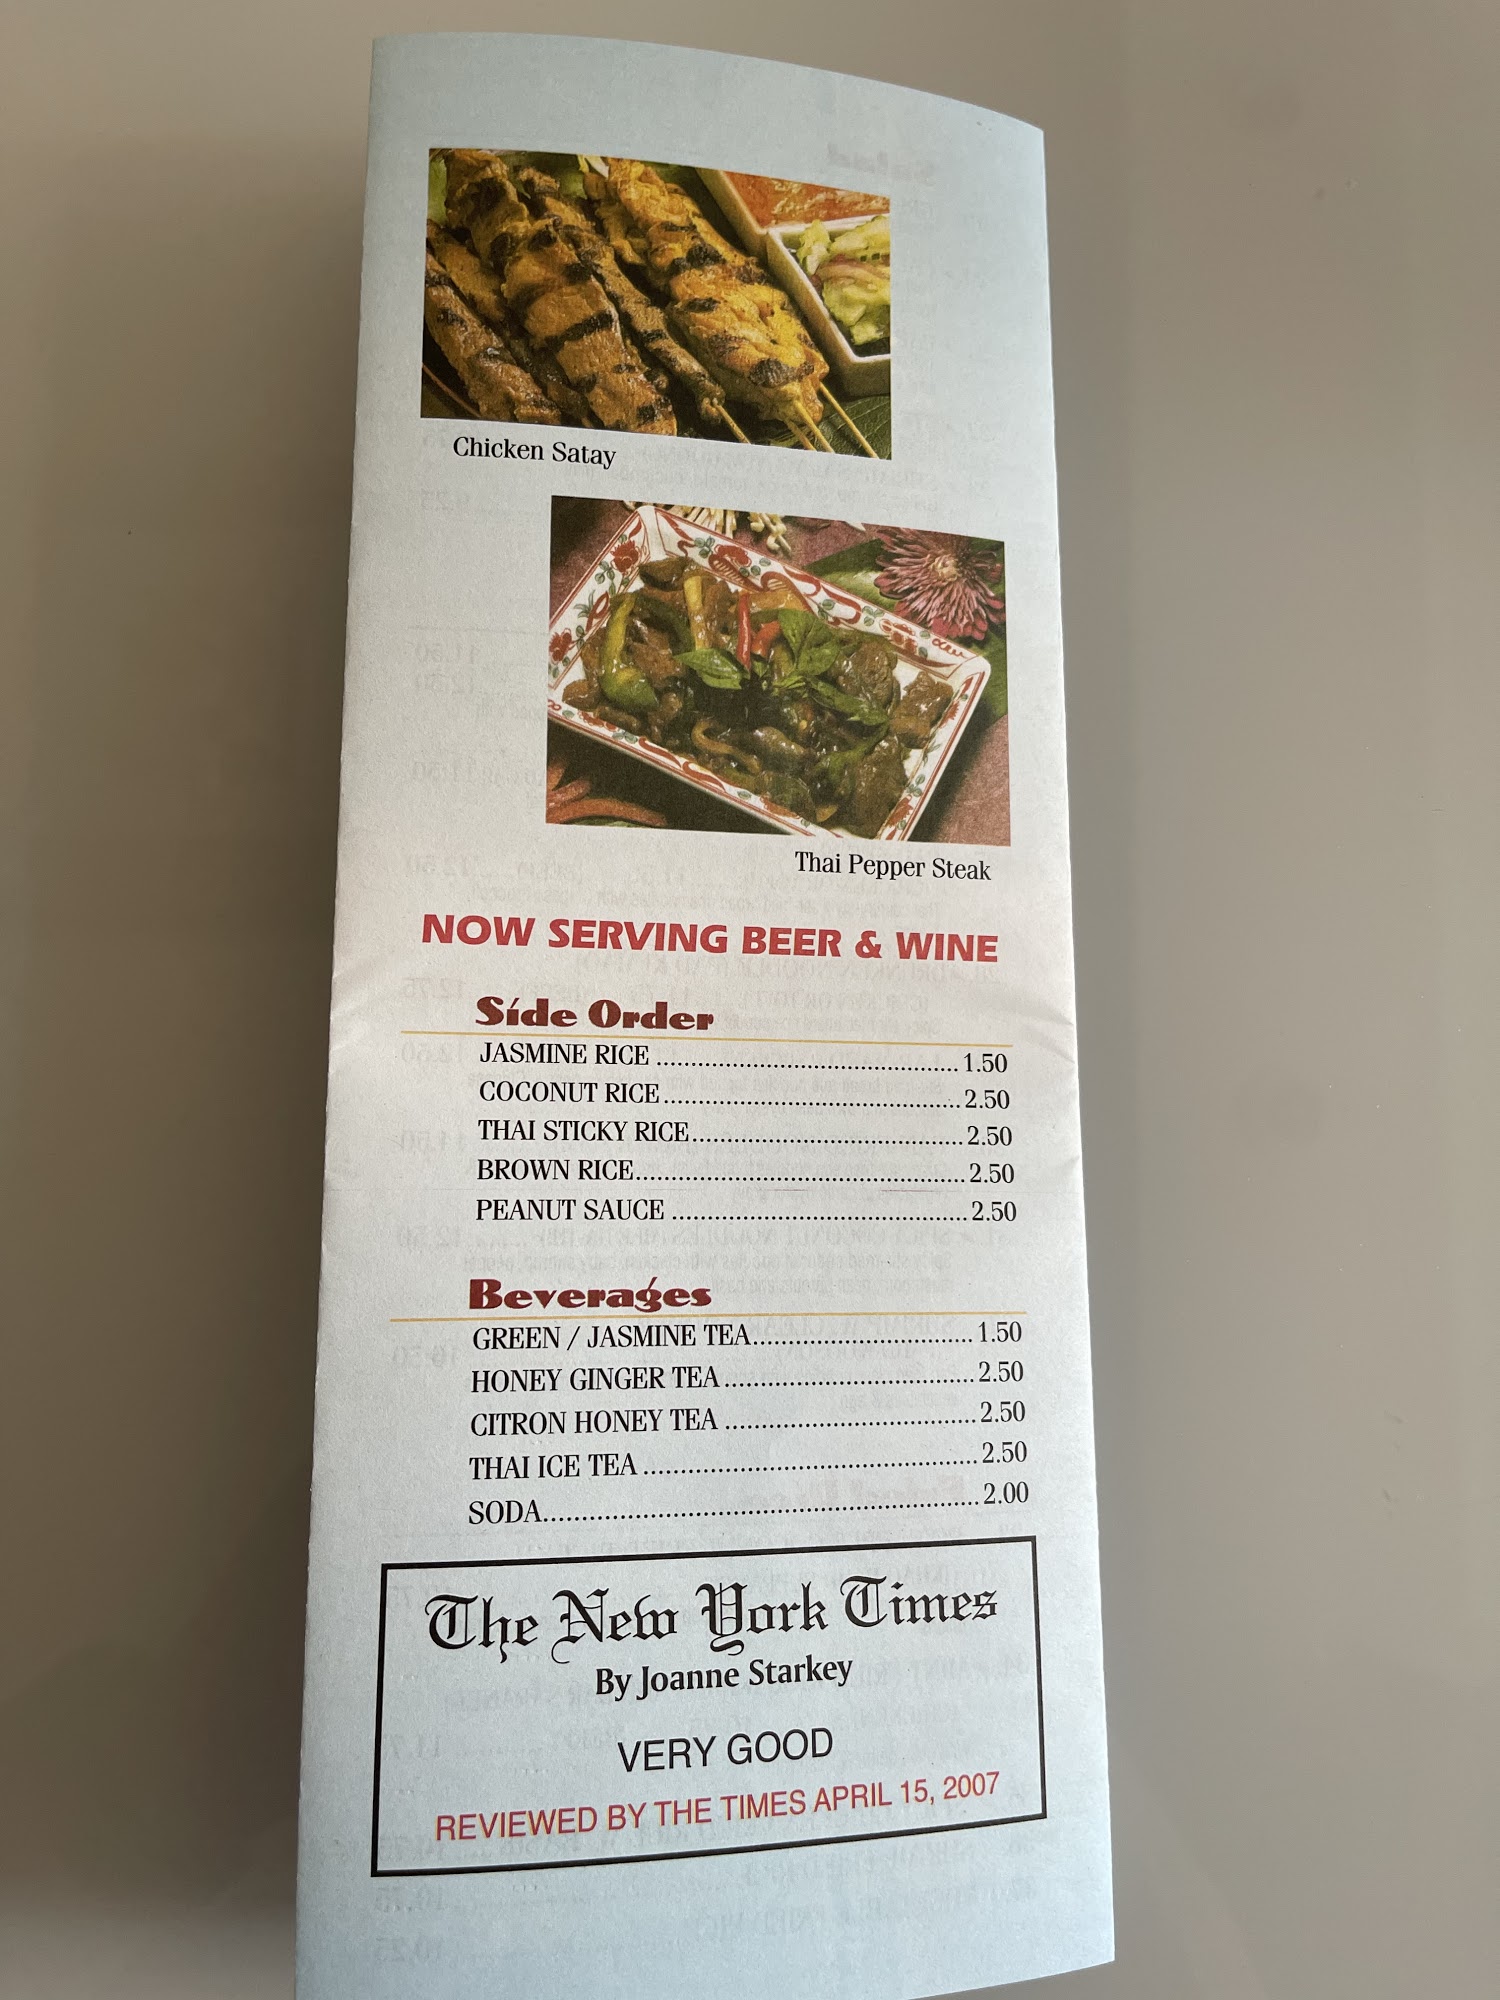 Chicken Satay
Thai Pepper Steak
NOW SERVING BEER & WINE
Side Order
JASMINE RICE ........................................ 1.50
COCONUT RICE ........................................ 2.50
THAI STICKY RICE ........................................ 2.50
BROWN RICE ........................................ 2.50
PEANUT SAUCE ........................................ 2.50
Beverages
GREEN / JASMINE TEA ........................................ 1.50
HONEY GINGER TEA ........................................ 2.50
CITRON HONEY TEA ........................................ 2.50
THAI ICE TEA ........................................ 2.50
SODA ........................................ 2.00
The New York Times
By Joanne Starkey
VERY GOOD
REVIEWED BY THE TIMES APRIL 15, 2007